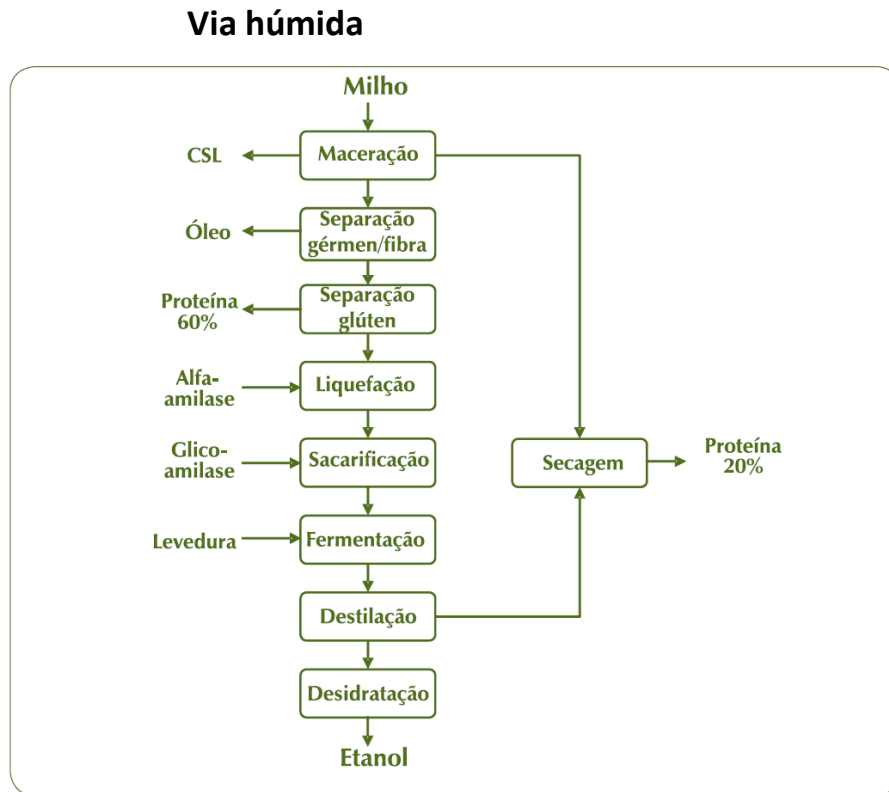 Via húmida
Milho
CSL
Maceração
Óleo
Separação
gérmen/fibra
Proteína
60%
Separação
glúten
Alfa-
amilase
Liquefação
Glico-
amilase
Sacarificação
Secagem
Proteína
20%
Levedura
Fermentação
Destilação
Desidratação
Etanol